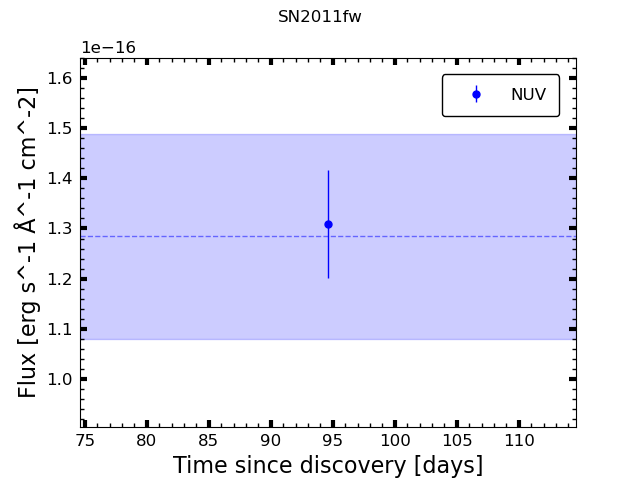 SN2011fw
1e−16
NUV
1.6
1.5
1.4
1.3
1.2
1.1
1.0
Flux [erg s^-1 Å^-1 cm^-2]
75 80 85 90 95 100 105 110
Time since discovery [days]